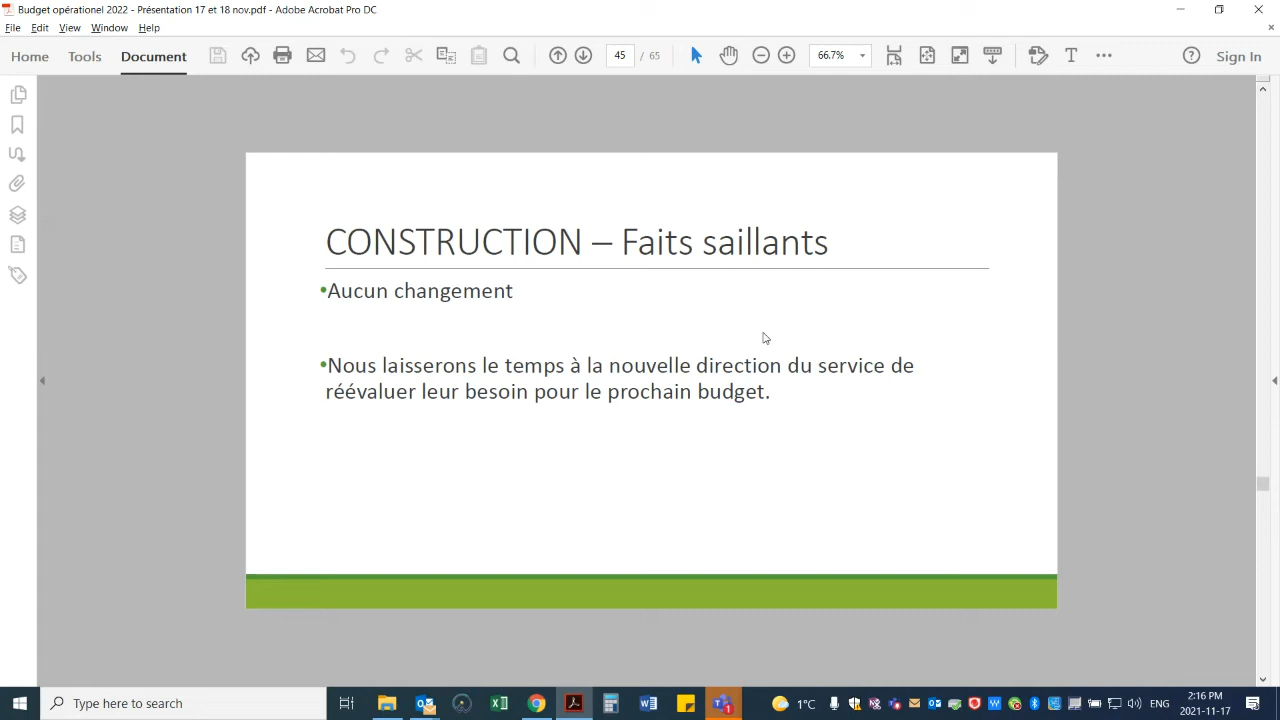 Budget opérationel 2022 - Présentation 17 et 18 nov.pdf - Adobe Acrobat Pro DC
File Edit View Window Help
Home Tools Document 45 / 65 66.7% Sign In
CONSTRUCTION – Faits saillants
•Aucun changement
•Nous laisserons le temps à la nouvelle direction du service de
réévaluer leur besoin pour le prochain budget.
Type here to search 1°C ENG 2:16 PM
2021-11-17